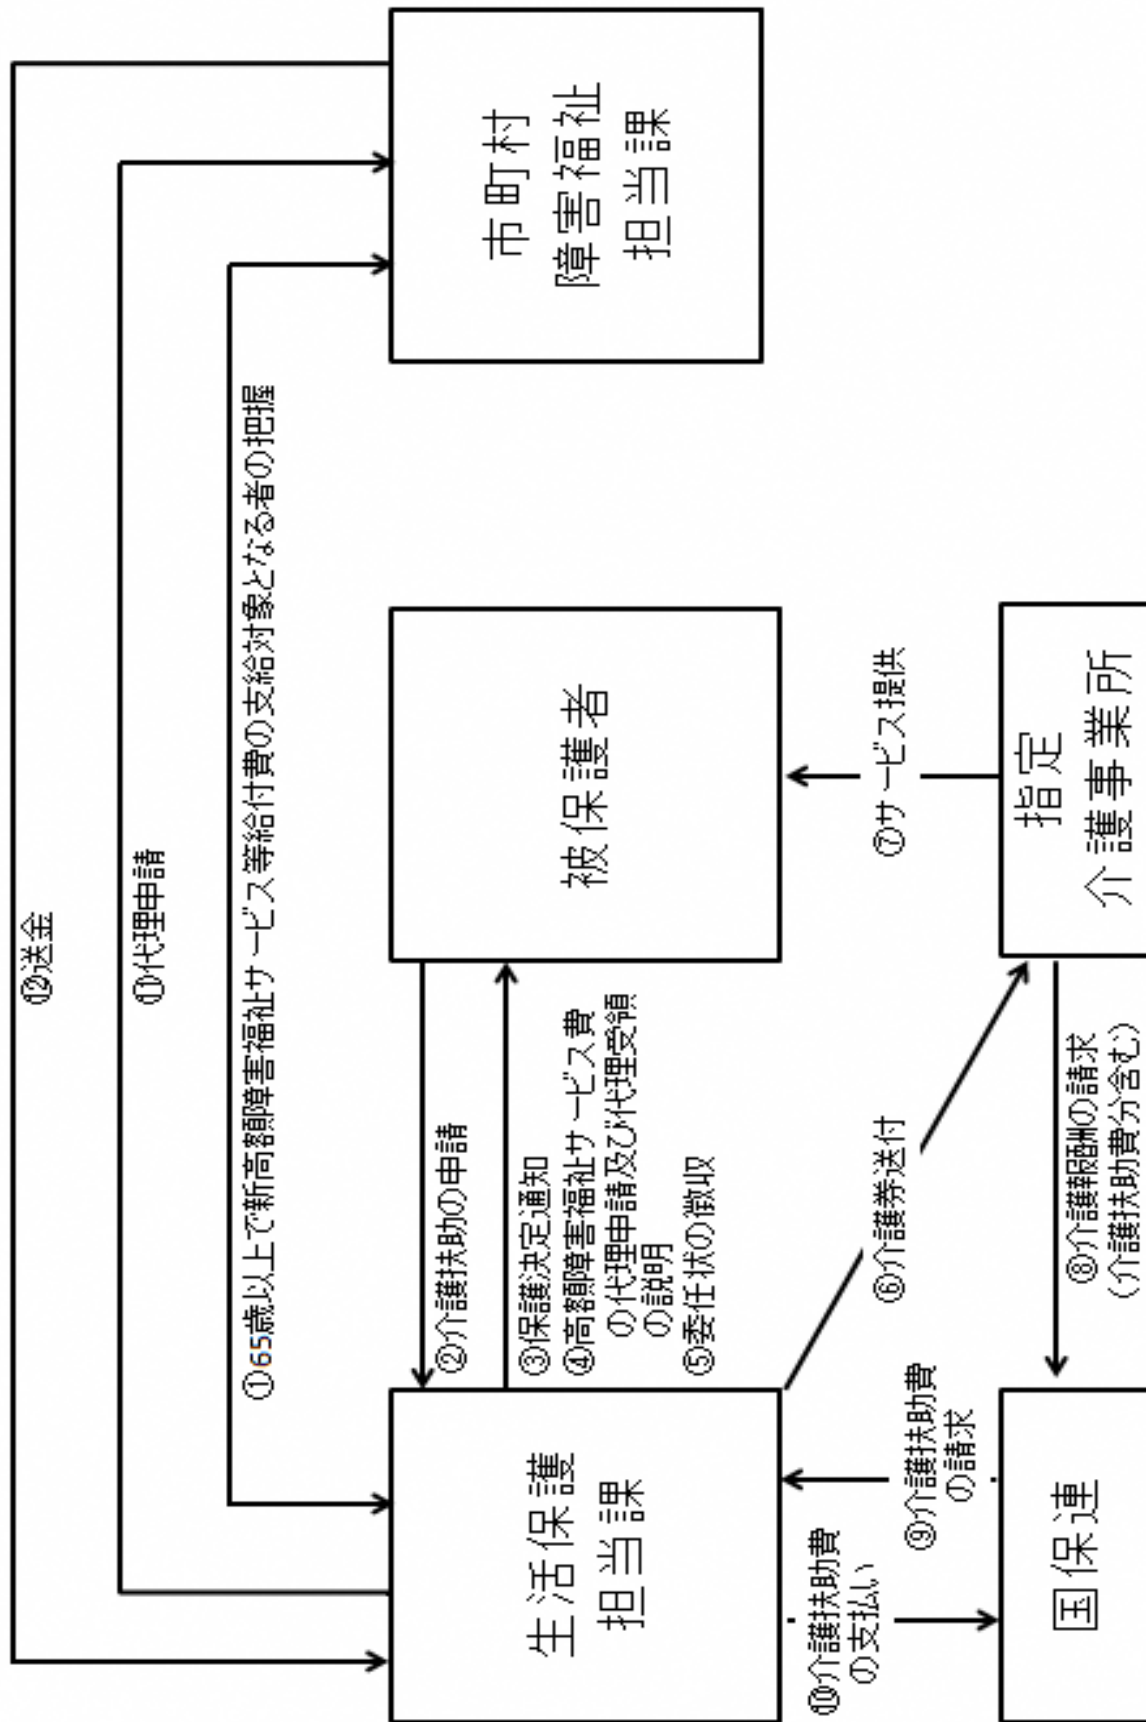 ⑫送金
⑪代理申請
①65歳以上で新高額障害福祉サービス等給付費の支給対象となる者の把握
生活保護
担当課
②介護扶助の申請
③保護決定通知
④高額障害福祉サービス費
の代理申請及び代理受領
の説明
⑤委任状の徴収
被保護者
市町村
障害福祉
担当課
⑩介護扶助費
の支払い
⑨介護扶助費
の請求
⑥介護券送付
⑦サービス提供
国保連
⑧介護報酬の請求
(介護扶助費分含む)
指定
介護事業所